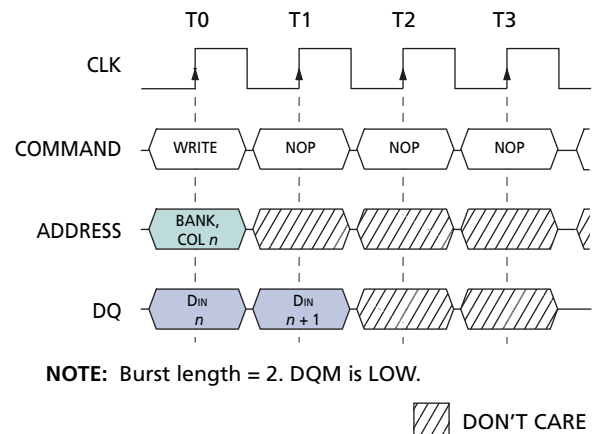 T0 T1 T2 T3
CLK
COMMAND WRITE NOP NOP NOP
ADDRESS BANK,
COL n
DQ DIN DIN
n n + 1
NOTE: Burst length = 2. DQM is LOW.
DON'T CARE